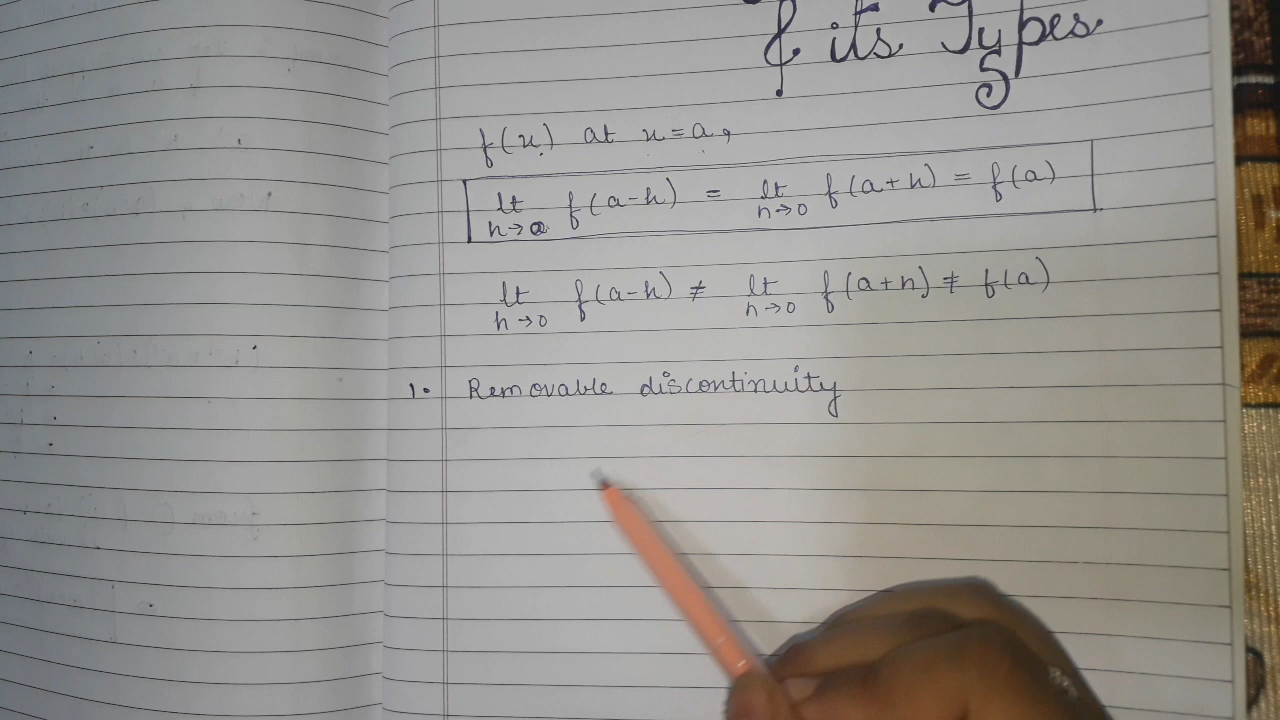 & its Types
f(x) at x=a,
lt h→0 f(a-h) = lt h→0 f(a+h) = f(a)
lt h→0 f(a-h) ≠ lt h→0 f(a+h) ≠ f(a)
1. Removable discontinuity